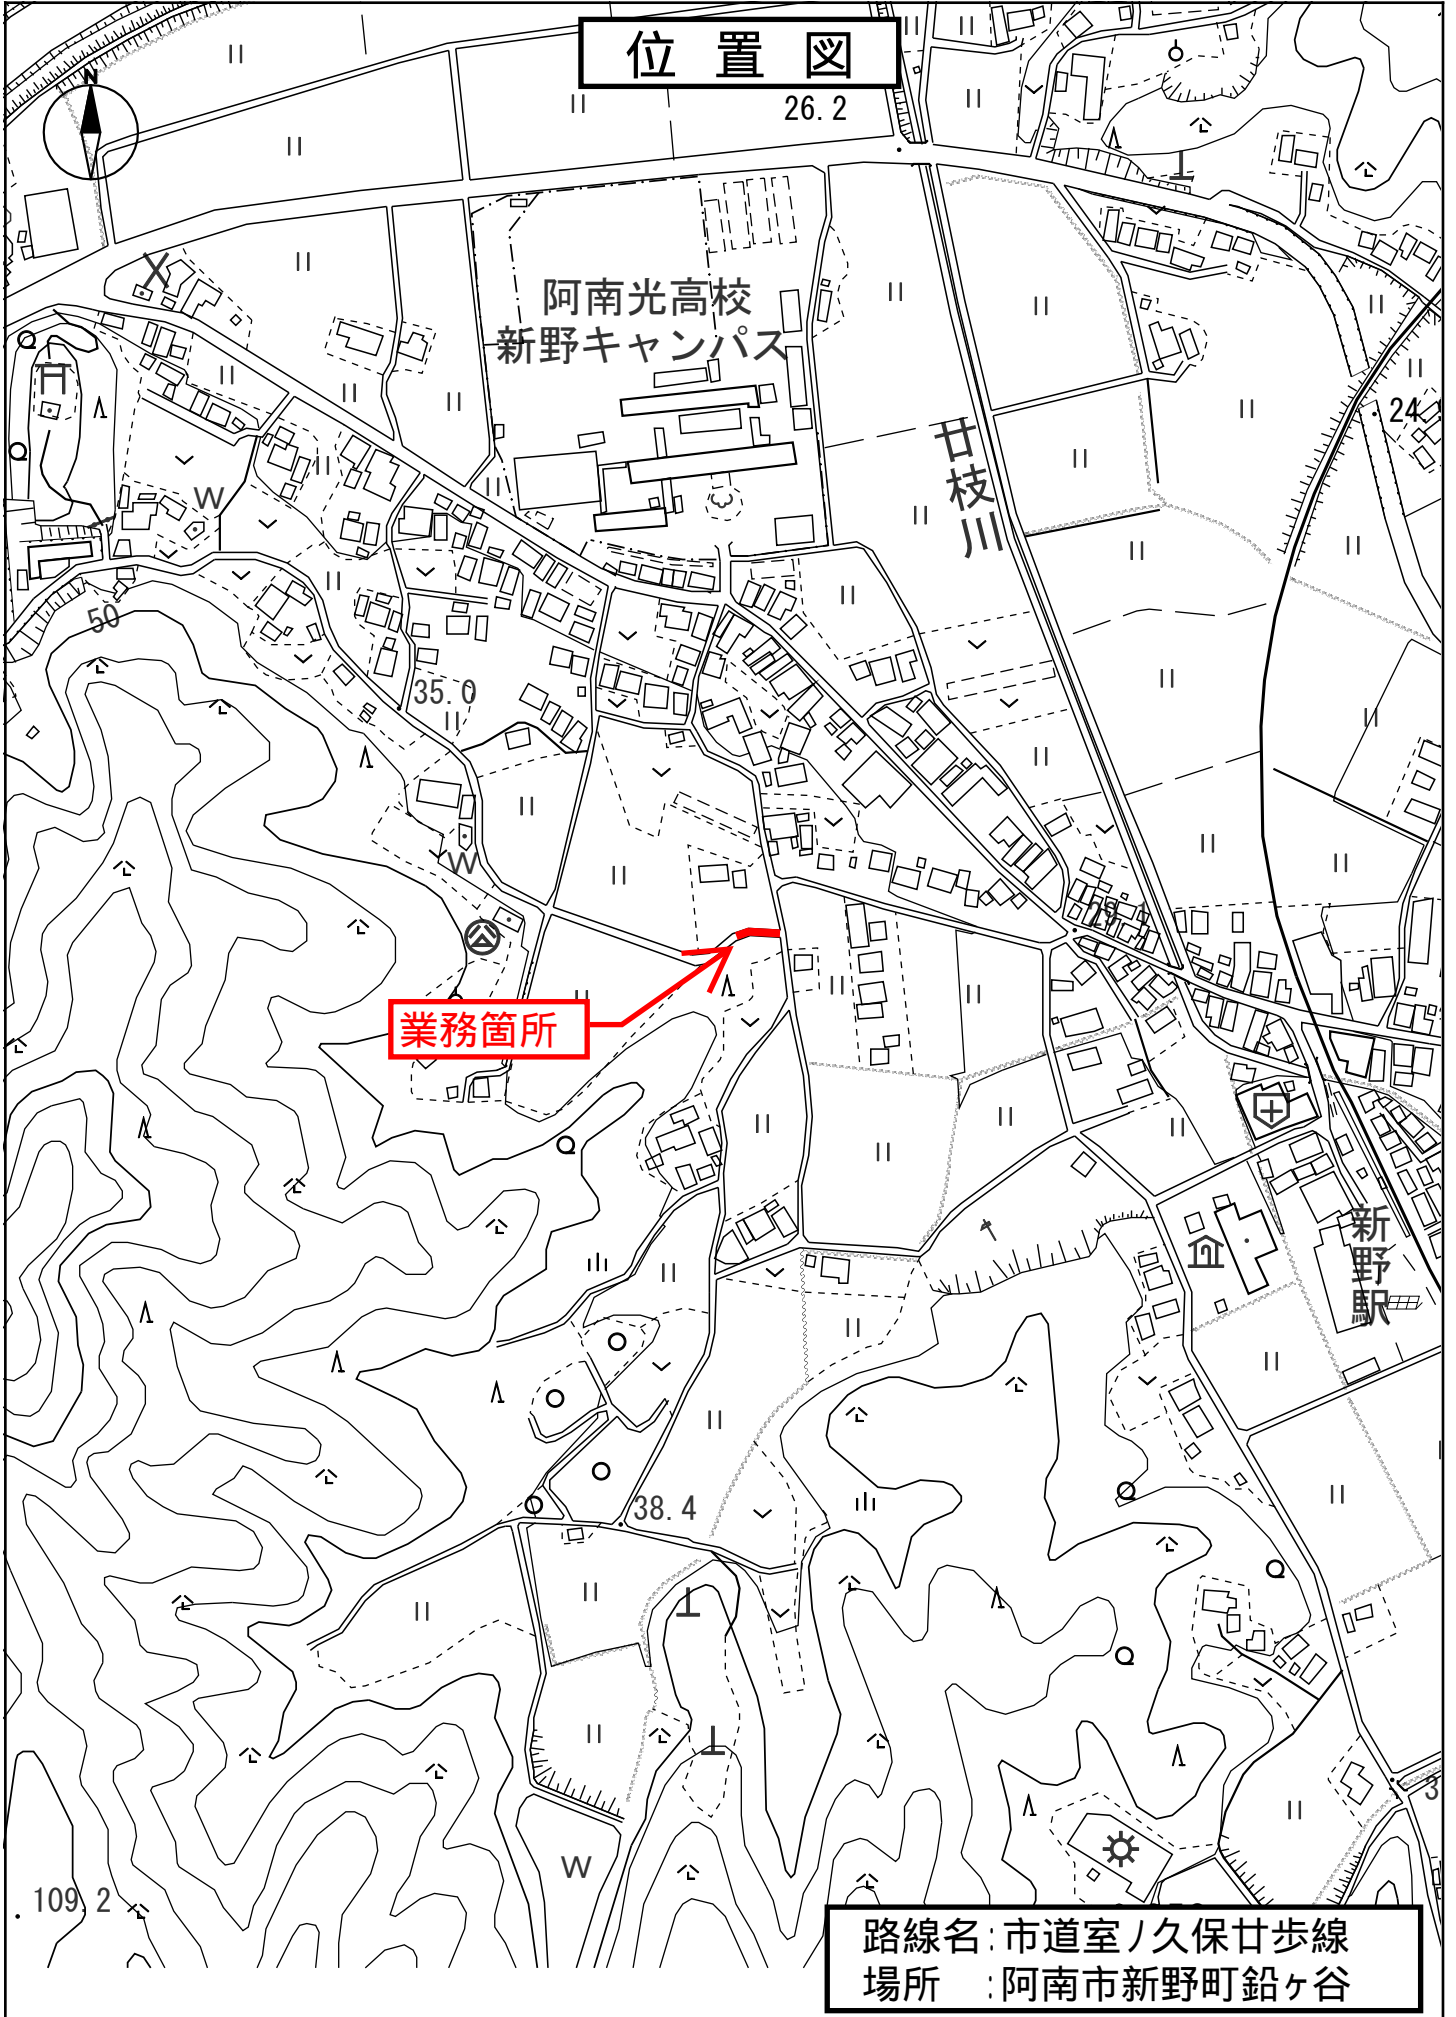 位置図
N
26.2
阿南光高校
新野キャンパス
廿枝川
24
50
35.0
29.1
業務箇所
新野駅
38.4
3
109.2
路線名:市道室ノ久保廿歩線
場所 :阿南市新野町鉛ヶ谷